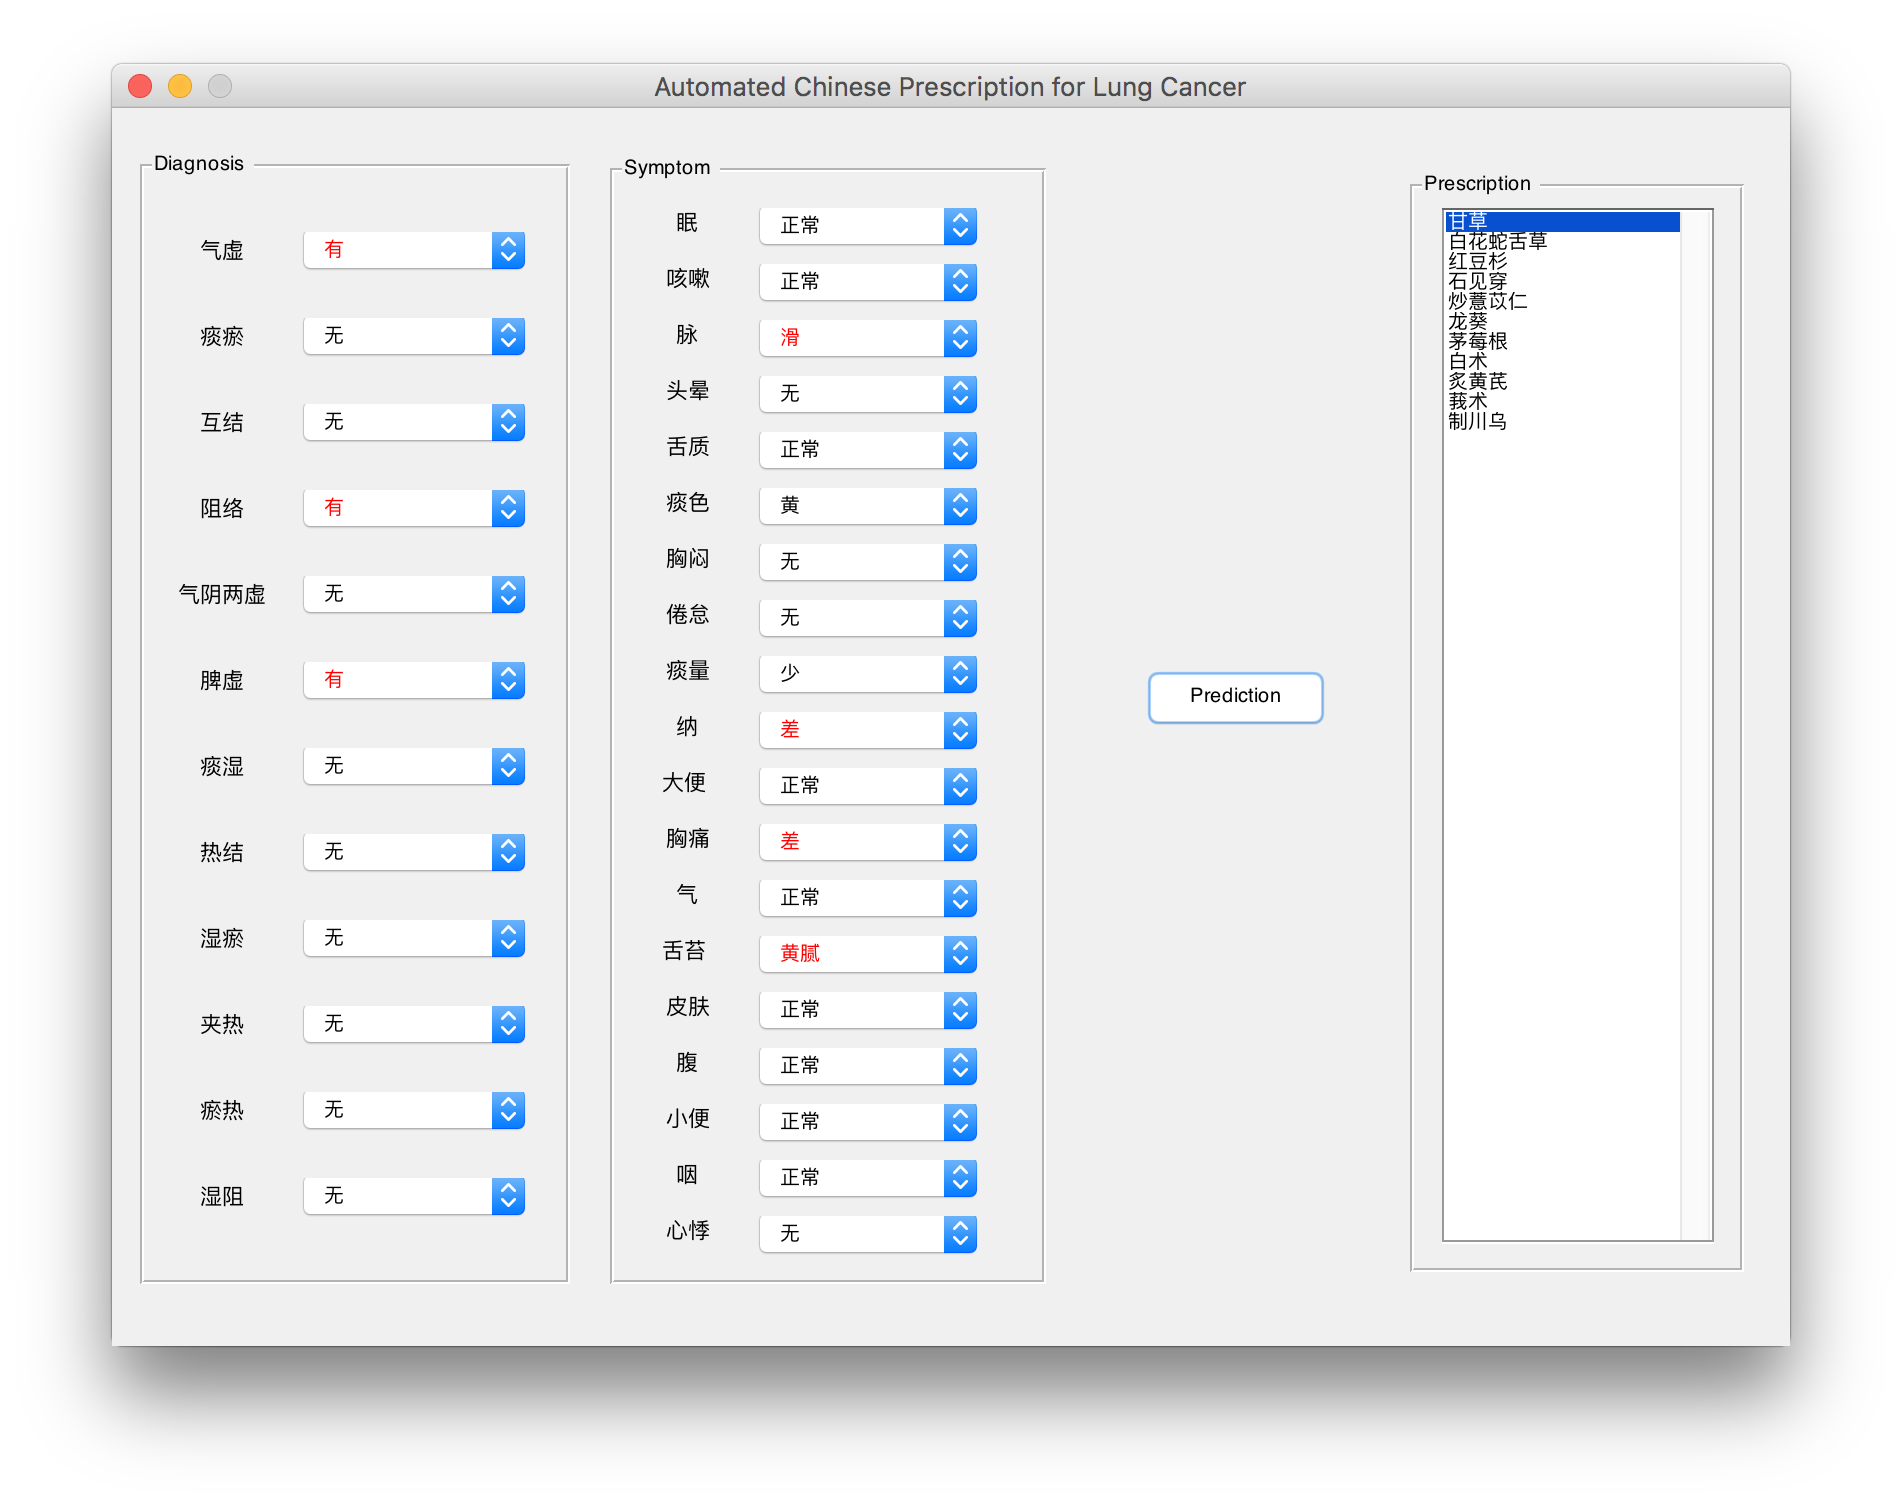 Automated Chinese Prescription for Lung Cancer
Diagnosis
气虚 有
痰瘀 无
互结 无
阻络 有
气阴两虚 无
脾虚 有
痰湿 无
热结 无
湿瘀 无
夹热 无
瘀热 无
湿阻 无
Symptom
眠 正常
咳嗽 正常
脉 滑
头晕 无
舌质 正常
痰色 黄
胸闷 无
倦怠 无
痰量 少
纳 差
大便 正常
胸痛 差
气 正常
舌苔 黄腻
皮肤 正常
腹 正常
小便 正常
咽 正常
心悸 无
Prediction
Prescription
甘草
白花蛇舌草
红豆杉
石见穿
炒薏苡仁
龙葵
茅莓根
白术
炙黄芪
莪术
制川乌